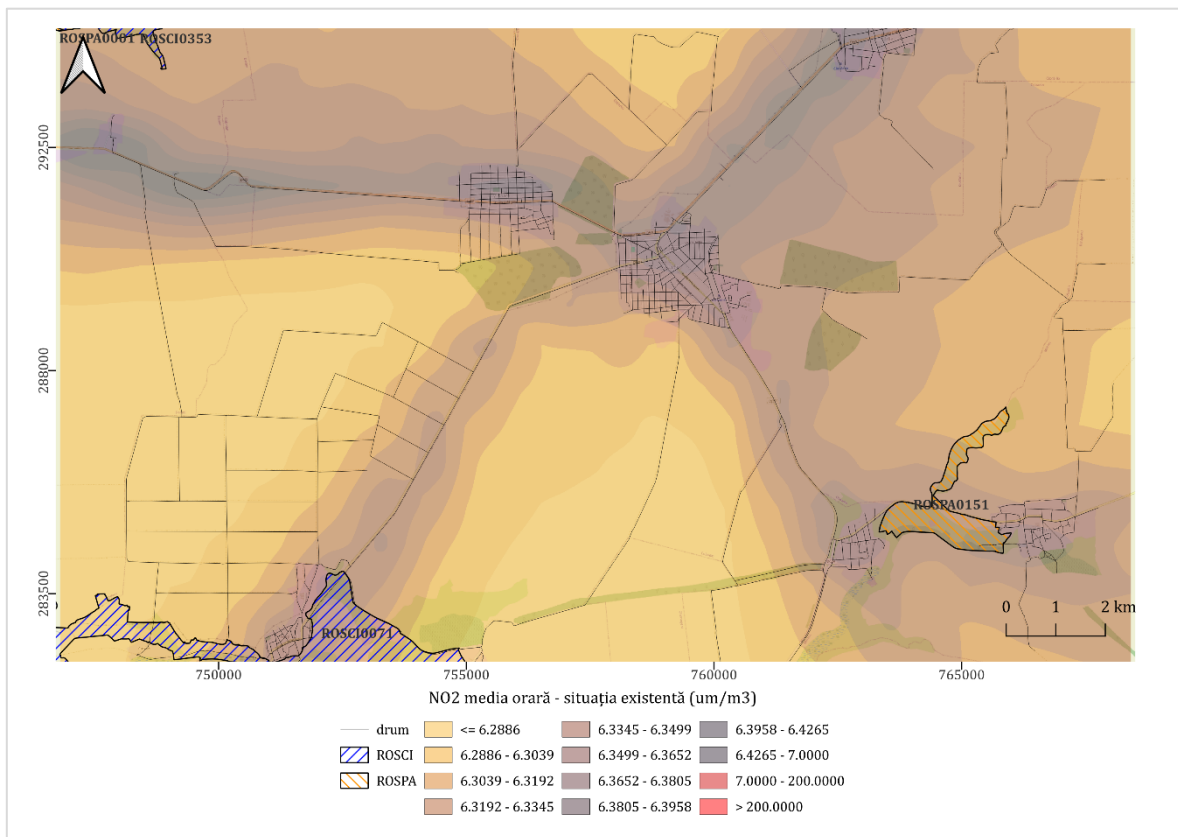 ROSPA0001 ROSCI0353
292500
288000
283500
ROSPA0151
ROSCI0071
0 1 2 km
750000 755000 760000 765000
NO2 media orară - situația existentă (um/m3)
drum <= 6.2886 6.3345 - 6.3499 6.3958 - 6.4265
ROSCI 6.2886 - 6.3039 6.3499 - 6.3652 6.4265 - 7.0000
ROSPA 6.3039 - 6.3192 6.3652 - 6.3805 7.0000 - 200.0000
6.3192 - 6.3345 6.3805 - 6.3958 > 200.0000